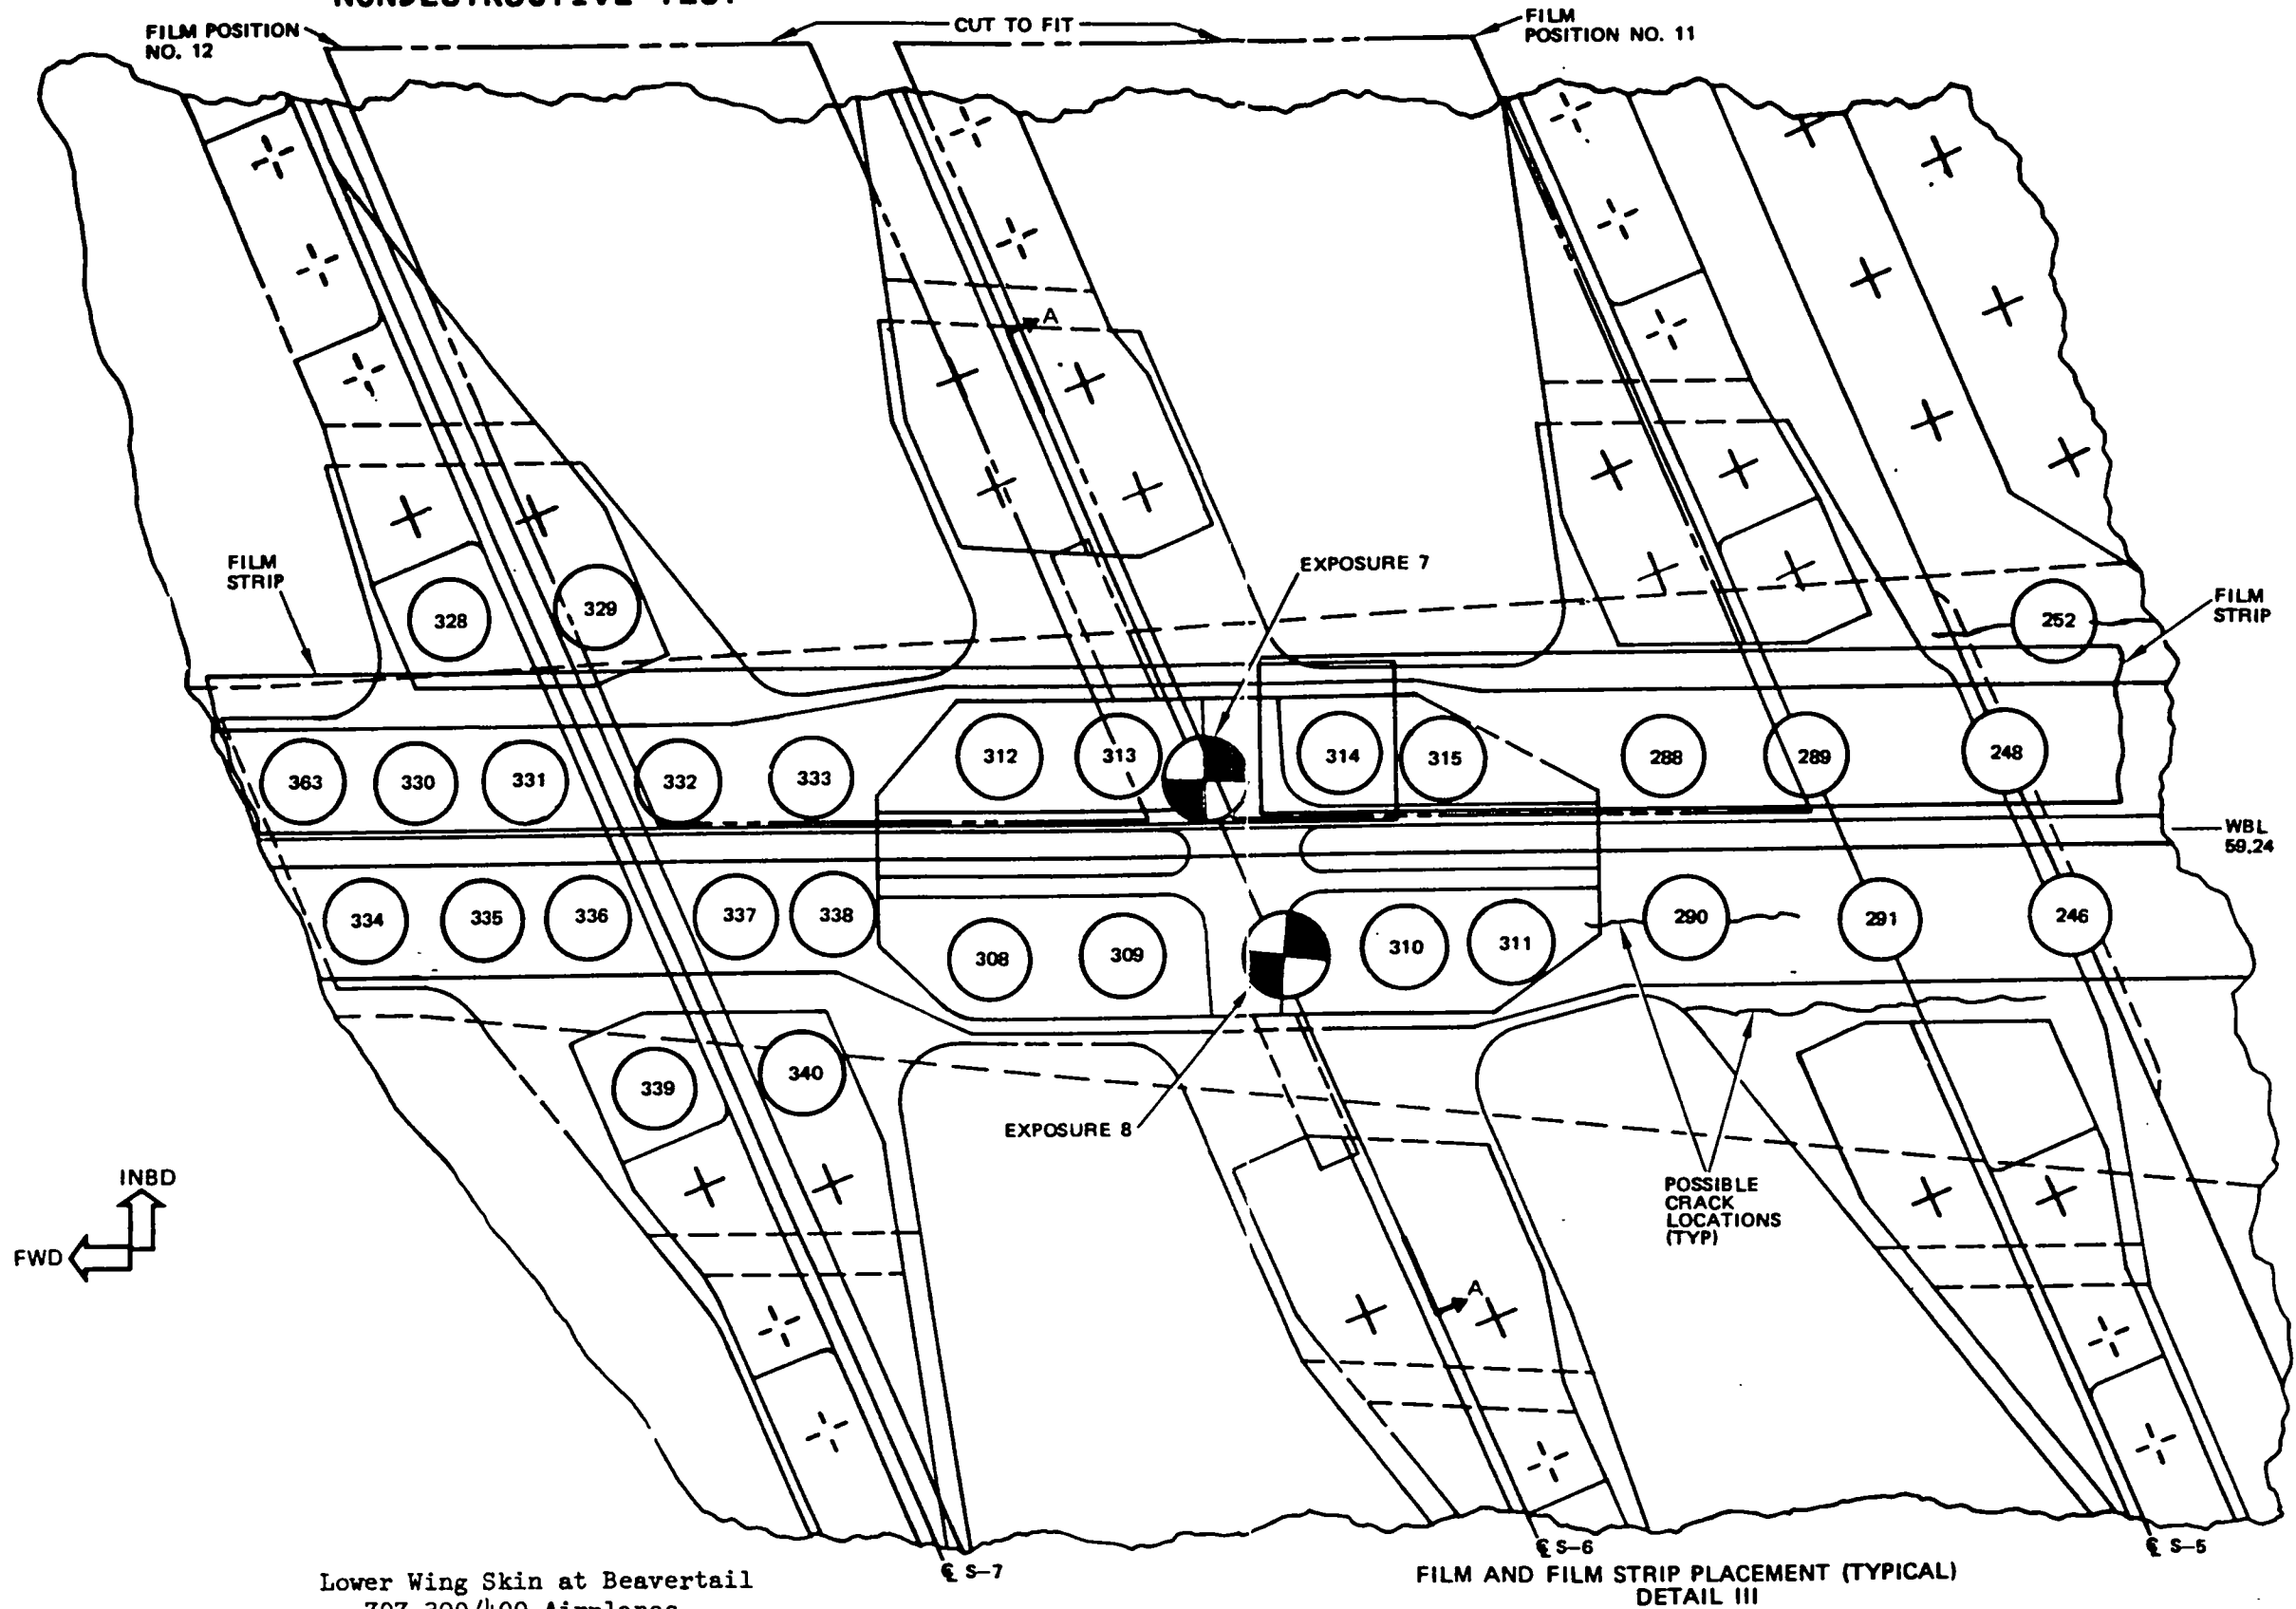 NONDESTRUCTIVE TEST
FILM POSITION
NO. 12
CUT TO FIT
FILM
POSITION NO. 11
A
EXPOSURE 7
FILM
STRIP
FILM
STRIP
328
329
252
363
330
331
332
333
312
313
314
315
288
289
248
WBL
59.24
334
335
336
337
338
308
309
310
311
290
291
246
339
340
EXPOSURE 8
POSSIBLE
CRACK
LOCATIONS
(TYP)
INBD
FWD
A
℄ S-7
℄ S-6
℄ S-5
FILM AND FILM STRIP PLACEMENT (TYPICAL)
DETAIL III
Lower Wing Skin at Beavertail
707-300/400 Airplanes